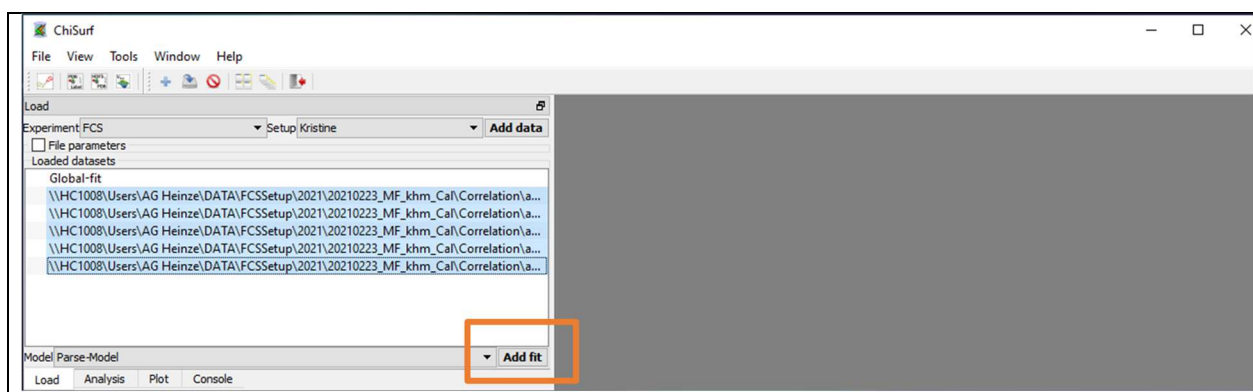 ChiSurf
File View Tools Window Help
Load
Experiment FCS Setup Kristine Add data
File parameters
Loaded datasets
Global-fit
\\HC1008\Users\AG Heinze\DATA\FCSSetup\2021\20210223_MF_khm_Cal\Correlation\a...
\\HC1008\Users\AG Heinze\DATA\FCSSetup\2021\20210223_MF_khm_Cal\Correlation\a...
\\HC1008\Users\AG Heinze\DATA\FCSSetup\2021\20210223_MF_khm_Cal\Correlation\a...
\\HC1008\Users\AG Heinze\DATA\FCSSetup\2021\20210223_MF_khm_Cal\Correlation\a...
\\HC1008\Users\AG Heinze\DATA\FCSSetup\2021\20210223_MF_khm_Cal\Correlation\a...
Model Parse-Model Add fit
Load Analysis Plot Console